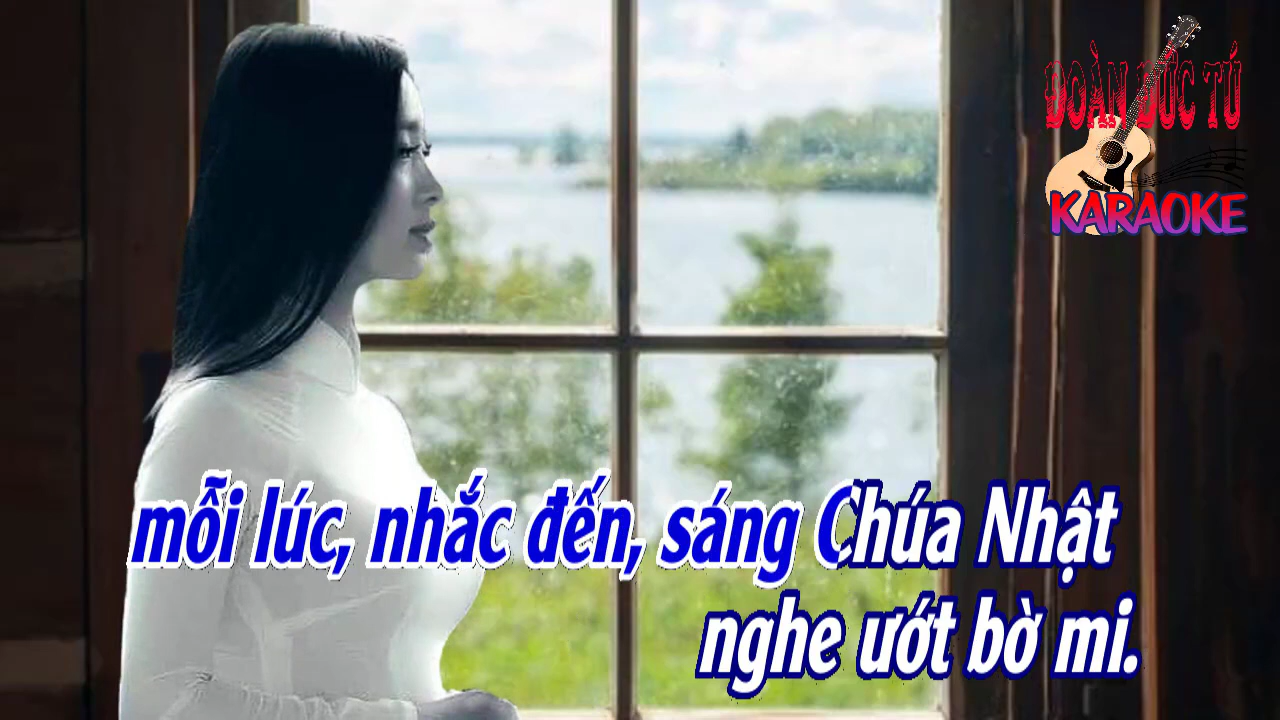 ĐOÀN ĐỨC TÚ
KARAOKE
mỗi lúc, nhắc đến, sáng Chúa Nhật
nghe ướt bờ mi.